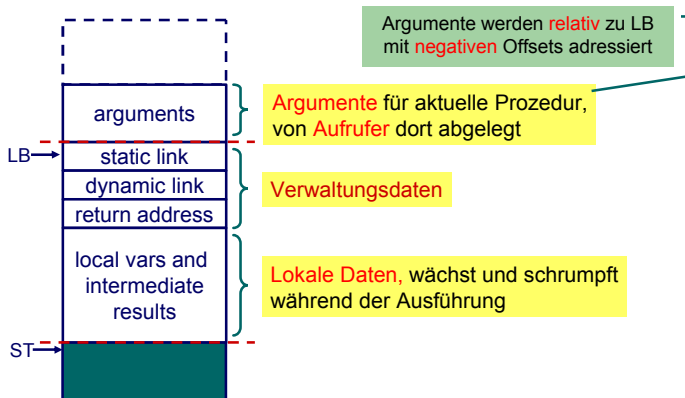 Argumente werden relativ zu LB
mit negativen Offsets adressiert
arguments
Argumente für aktuelle Prozedur,
von Aufrufer dort abgelegt
LB
static link
dynamic link
return address
Verwaltungsdaten
local vars and
intermediate
results
Lokale Daten, wächst und schrumpft
während der Ausführung
ST